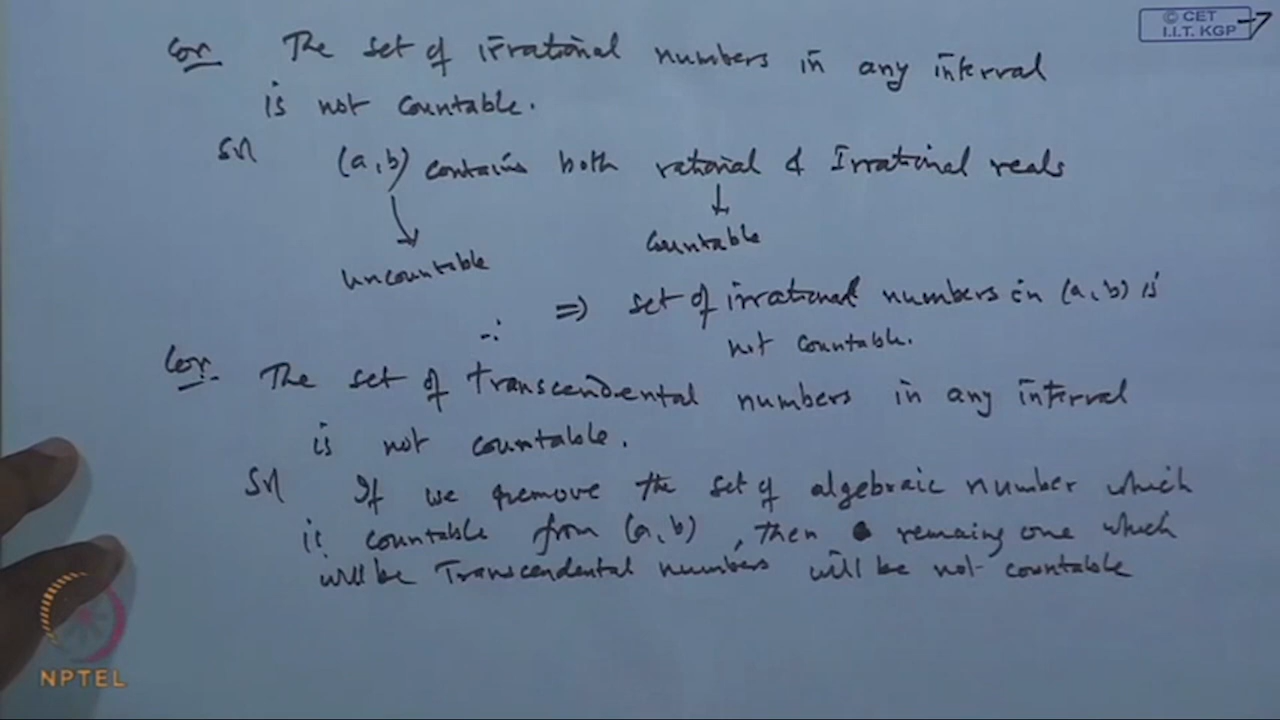 © CET
I.I.T. KGP
Cor The set of irrational numbers in any interval
is not countable.
Sol (a,b) contains both rational & Irrational reals
↓ ↓
uncountable countable
∴ ⇒ set of irrational numbers in (a,b) is
not countable.
Cor. The set of transcendental numbers in any interval
is not countable.
Sol If we remove the set of algebraic number which
is countable from (a,b), then remaining one which
will be Transcendental numbers will be not countable
NPTEL